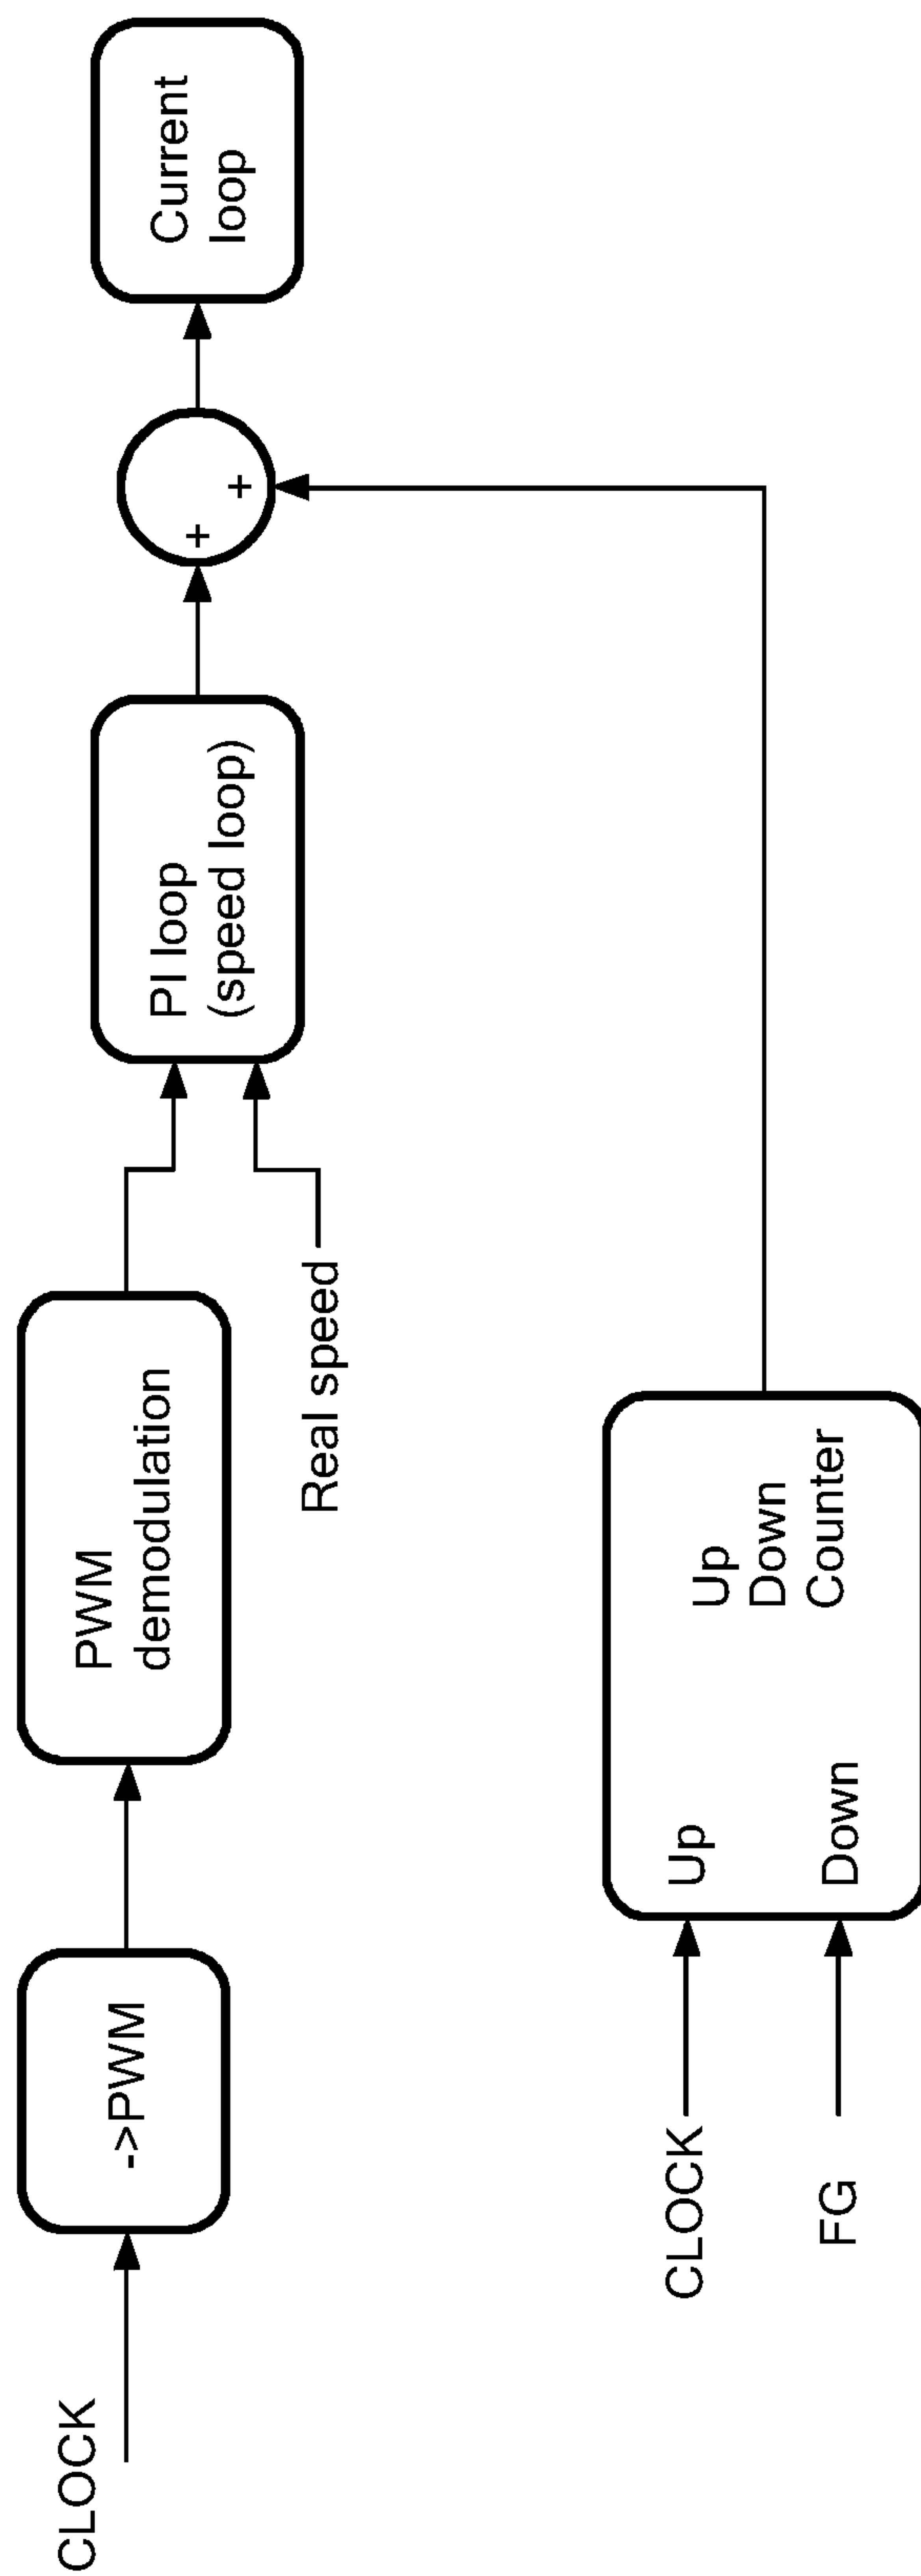 CLOCK
->PWM
PWM
demodulation
Real speed
PI loop
(speed loop)
+
+
Current
loop
CLOCK
FG
Up
Down
Up
Down
Counter